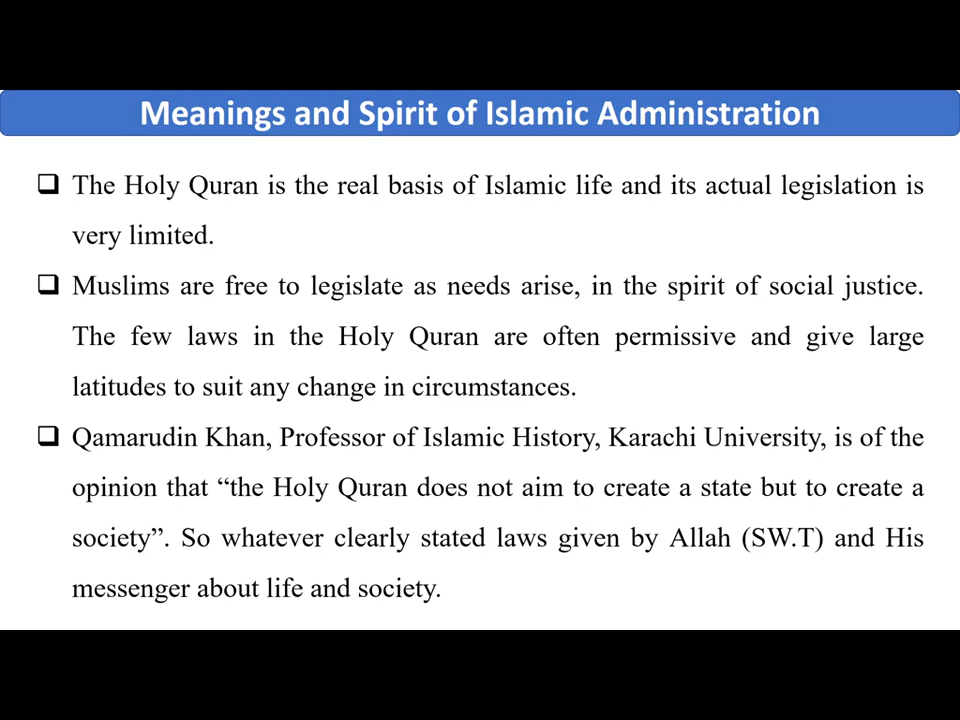 Meanings and Spirit of Islamic Administration
The Holy Quran is the real basis of Islamic life and its actual legislation is
very limited.
Muslims are free to legislate as needs arise, in the spirit of social justice.
The few laws in the Holy Quran are often permissive and give large
latitudes to suit any change in circumstances.
Qamarudin Khan, Professor of Islamic History, Karachi University, is of the
opinion that “the Holy Quran does not aim to create a state but to create a
society”. So whatever clearly stated laws given by Allah (SW.T) and His
messenger about life and society.